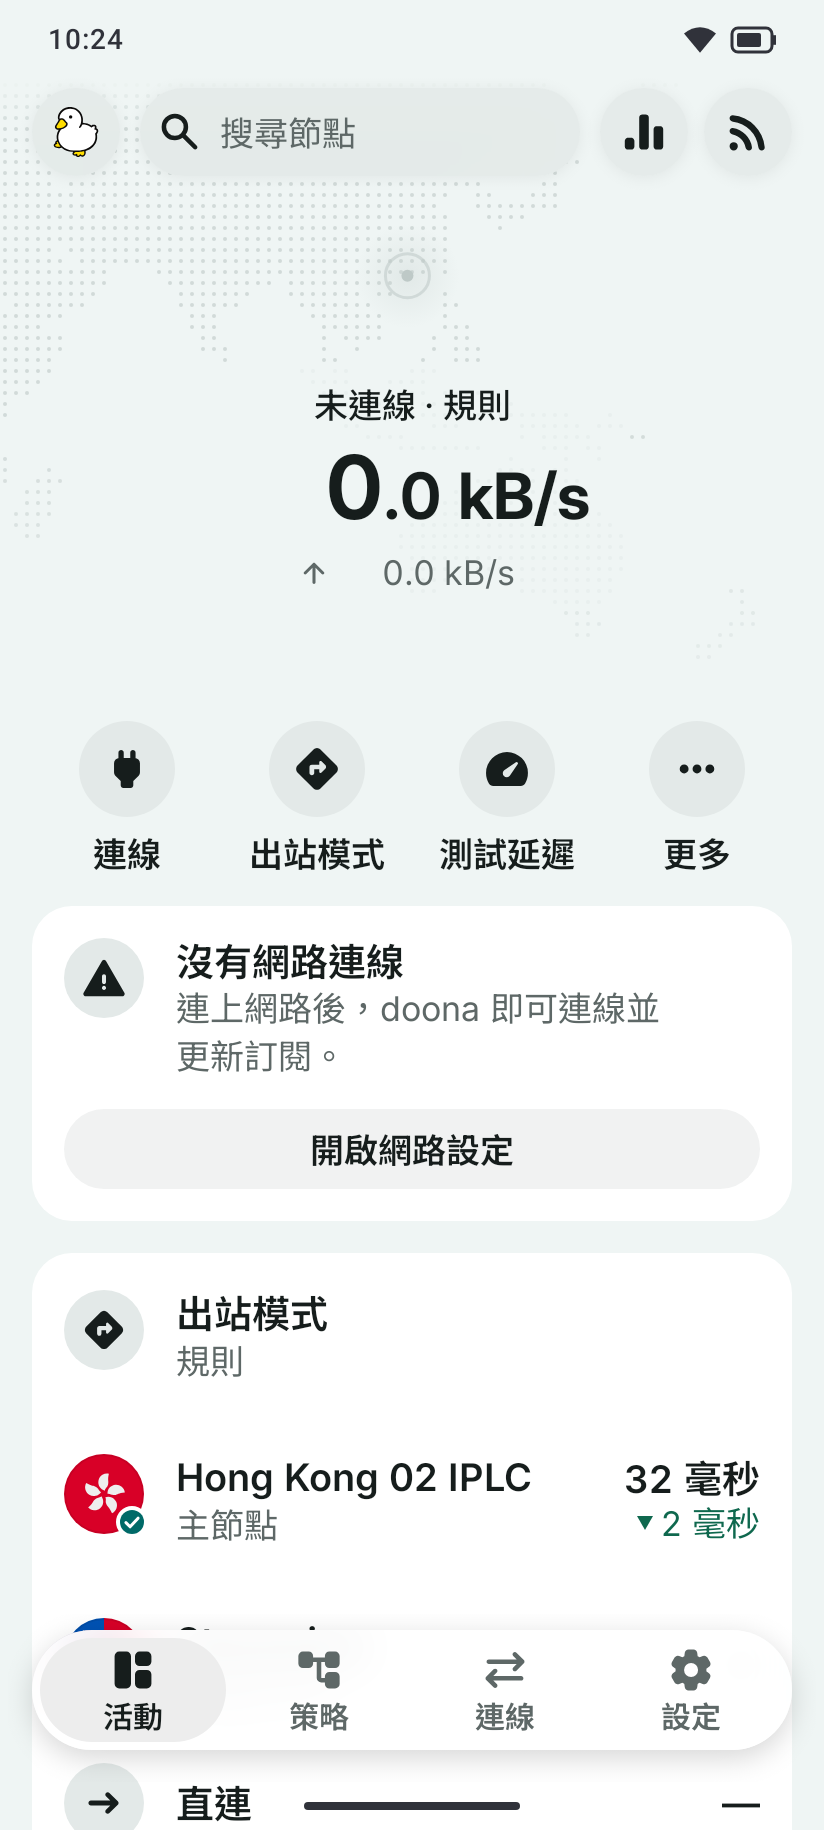 10:24
搜尋節點
未連線 · 規則
0.0 kB/s
↑ 0.0 kB/s
連線
出站模式
測試延遲
更多
沒有網路連線
連上網路後，doona 即可連線並
更新訂閱。
開啟網路設定
出站模式
規則
Hong Kong 02 IPLC
32 毫秒
主節點
▼2 毫秒
活動
策略
連線
設定
直連
—